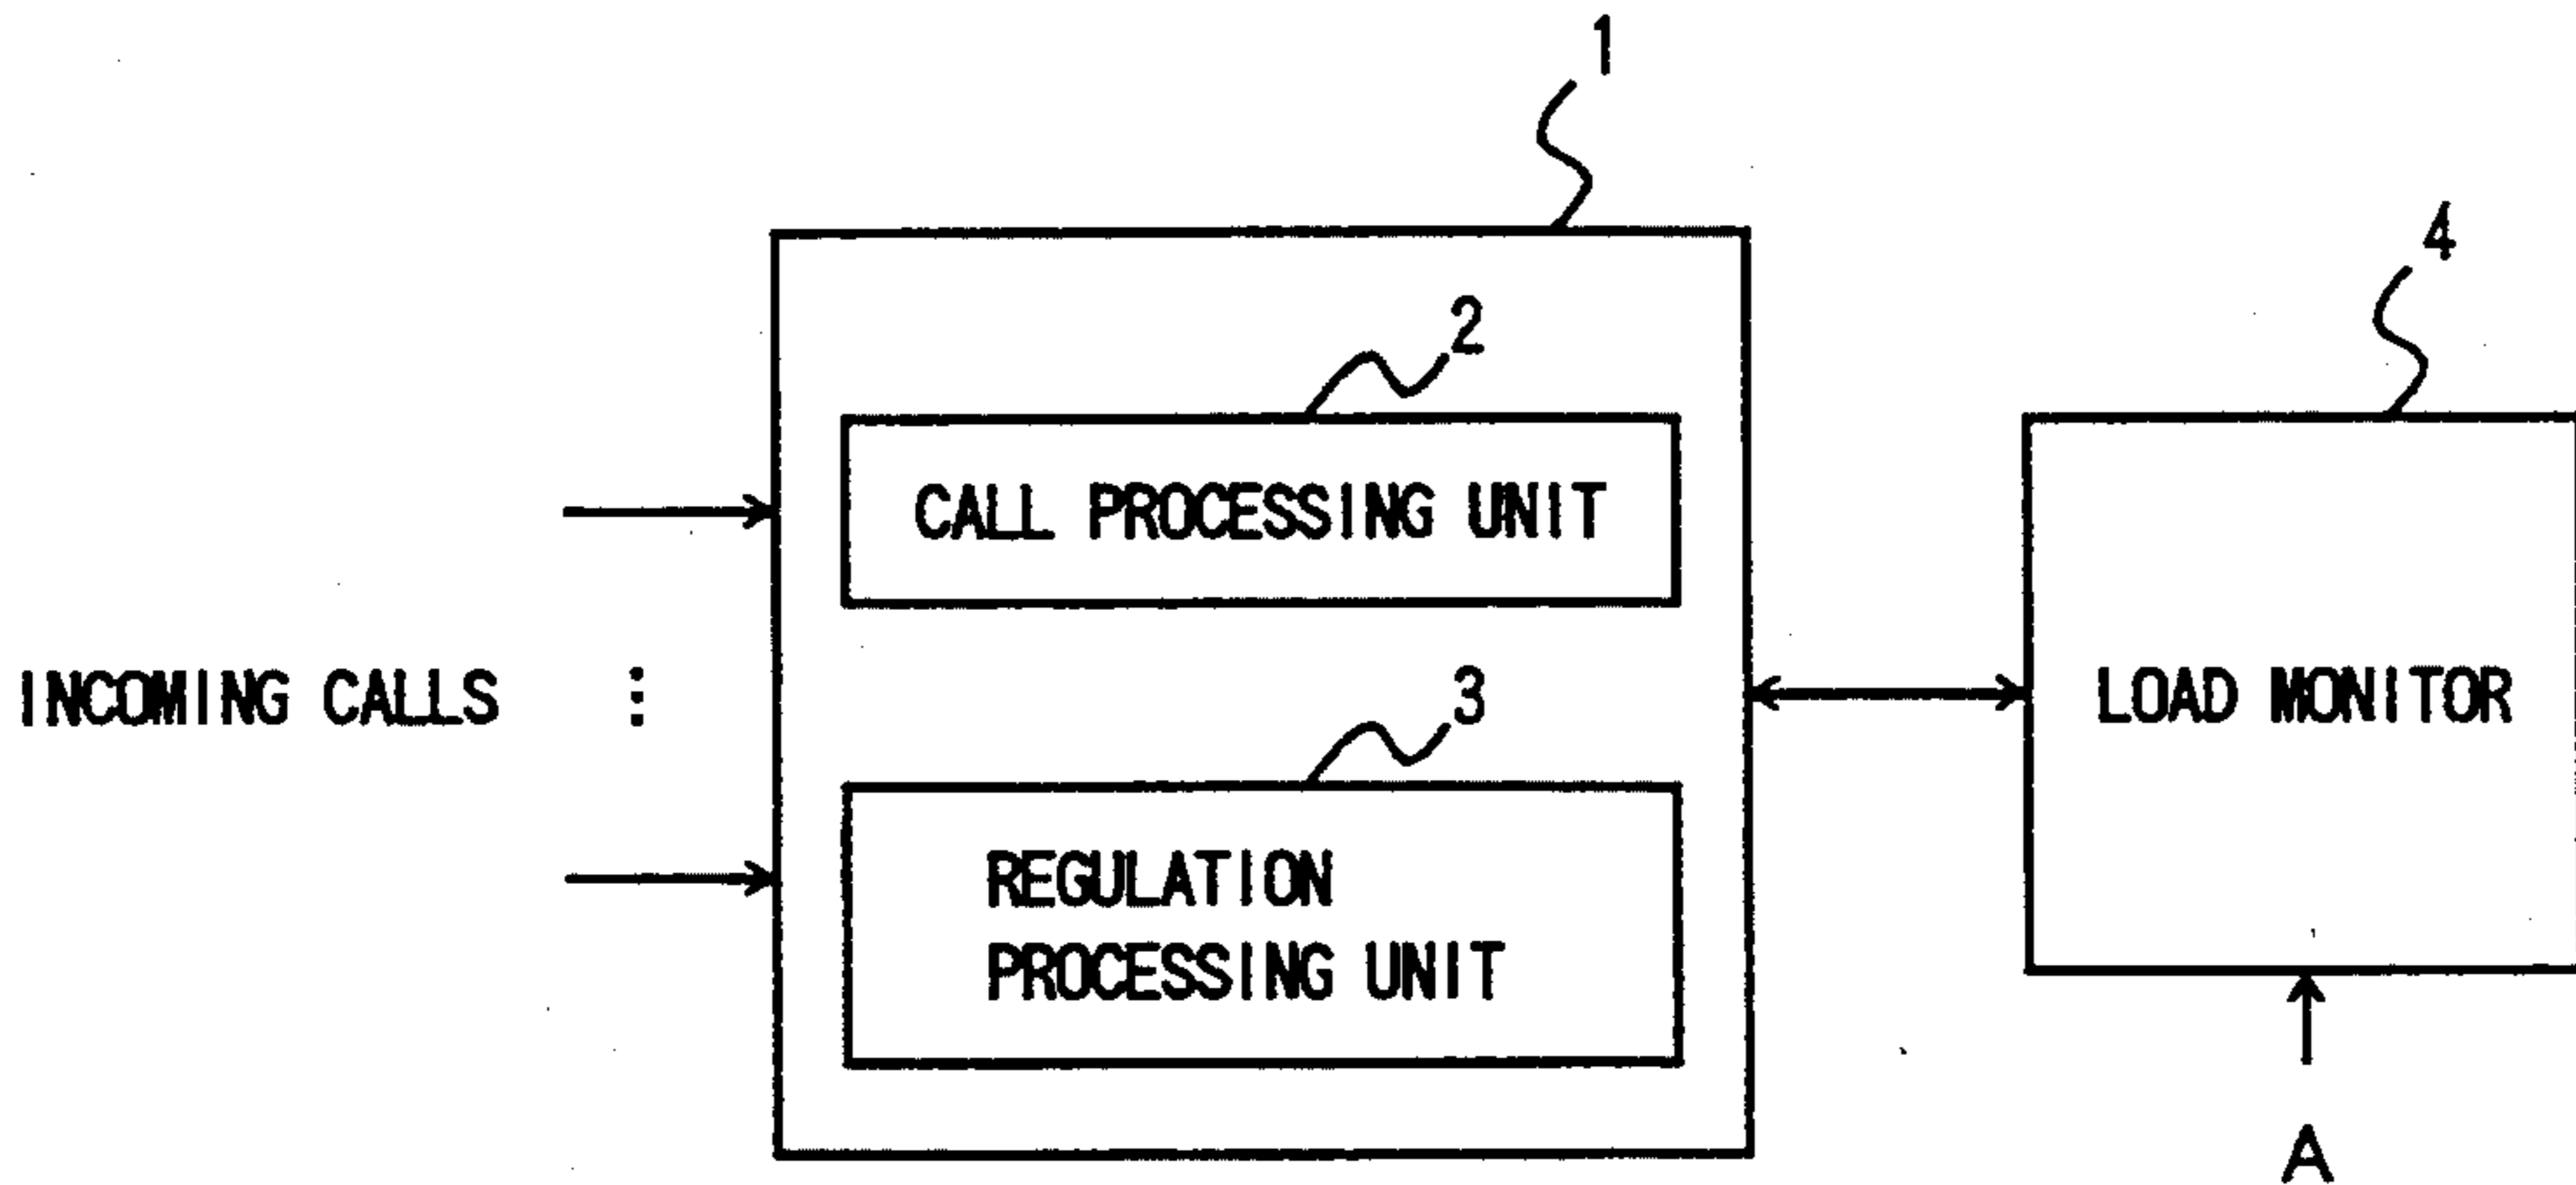 1
4
2
CALL PROCESSING UNIT
INCOMING CALLS ⋮
3
LOAD MONITOR
REGULATION
PROCESSING UNIT
A